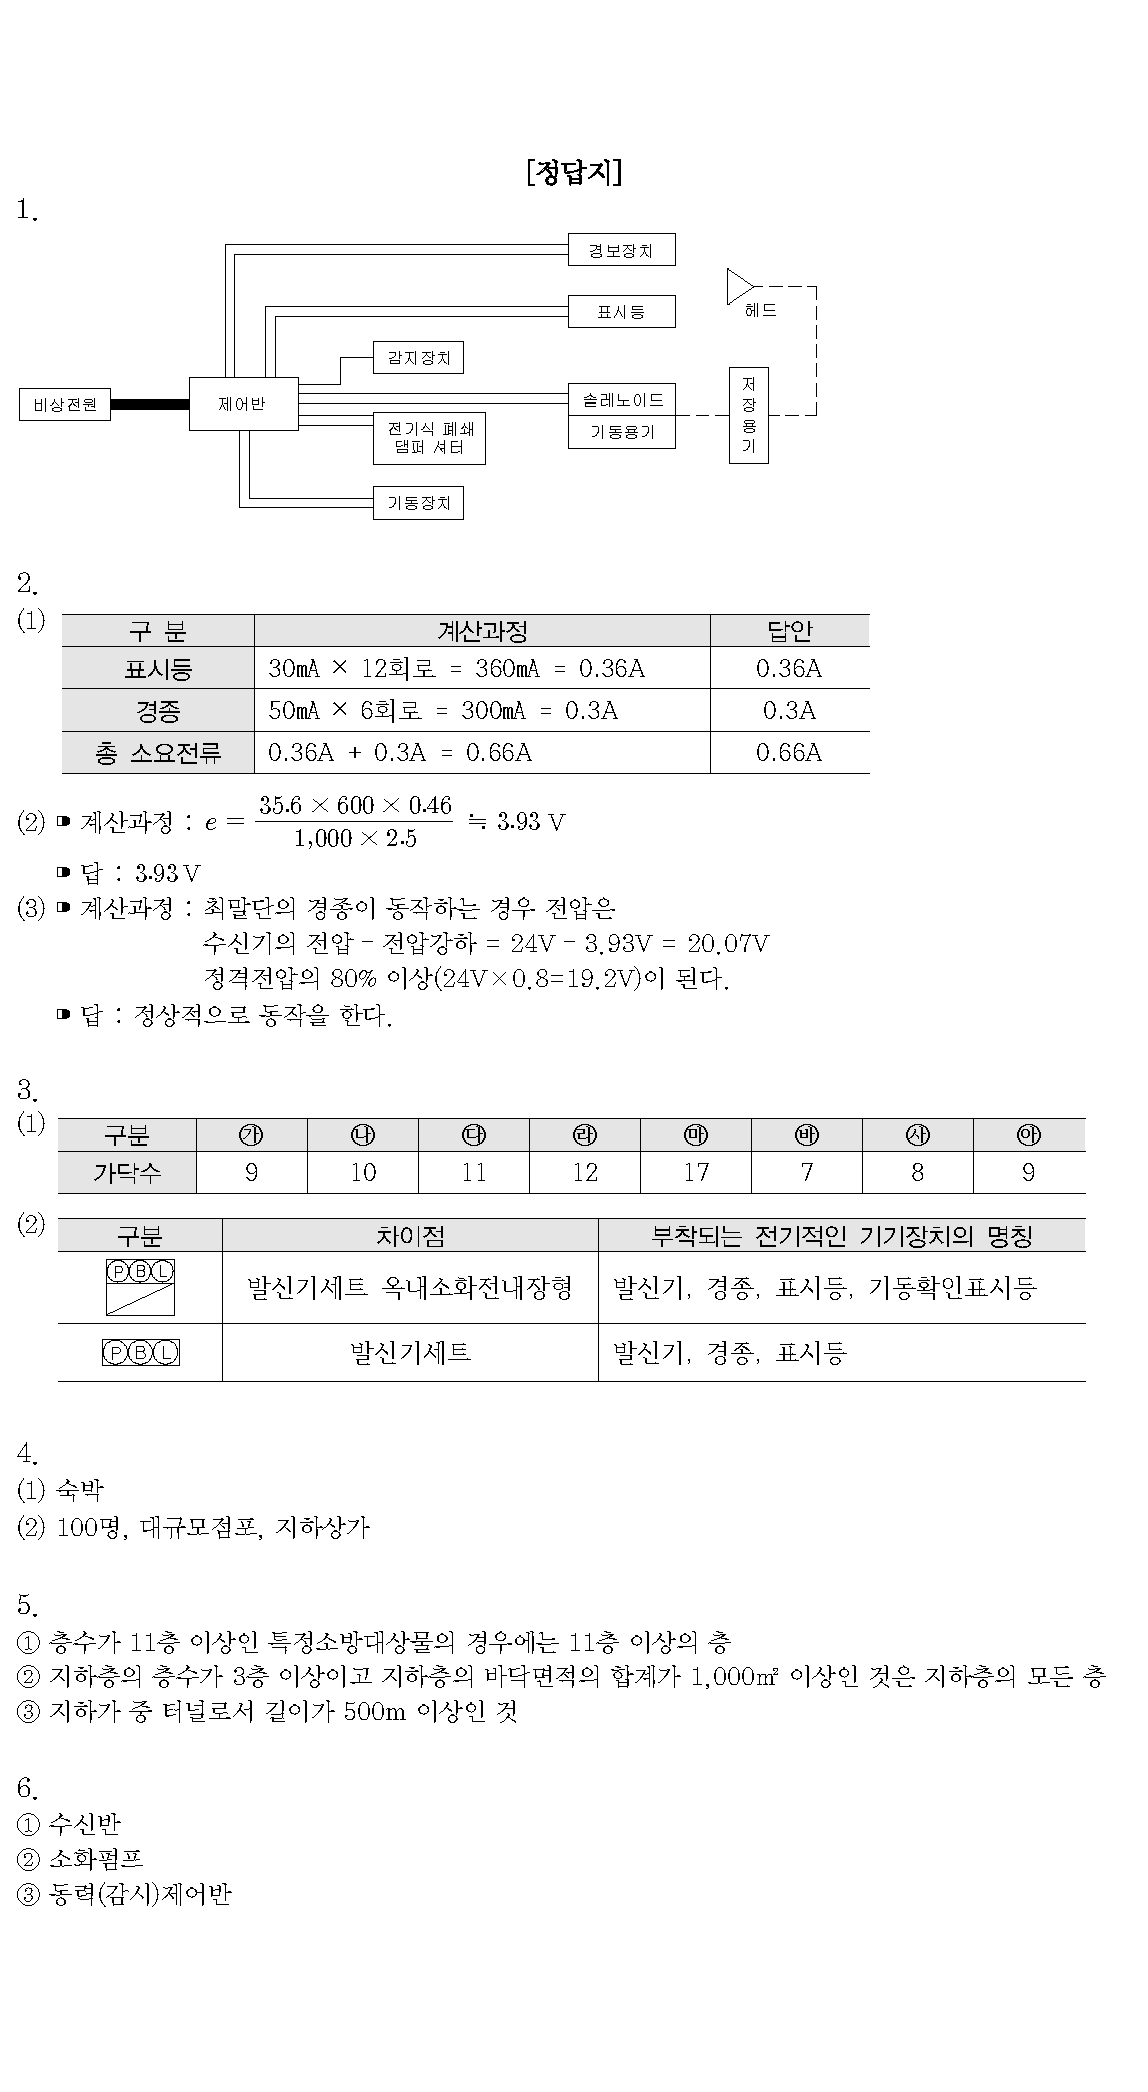 [정답지]
1.
경보장치
헤드
표시등
감지장치
비상전원
제어반
솔레노이드
기동용기
저장용기
전기식 폐쇄
댐퍼 셔터
기동장치
2.
(1)
구 분 계산과정 답안
표시등 30mA × 12회로 = 360mA = 0.36A 0.36A
경종 50mA × 6회로 = 300mA = 0.3A 0.3A
총 소요전류 0.36A + 0.3A = 0.66A 0.66A
(2) ➠ 계산과정 : e = (35.6 × 600 × 0.46) / (1,000 × 2.5) ≒ 3.93 V
➠ 답 : 3.93 V
(3) ➠ 계산과정 : 최말단의 경종이 동작하는 경우 전압은
수신기의 전압 - 전압강하 = 24V - 3.93V = 20.07V
정격전압의 80% 이상(24V×0.8=19.2V)이 된다.
➠ 답 : 정상적으로 동작을 한다.
3.
(1)
구분 ㉮ ㉯ ㉰ ㉱ ㉲ ㉳ ㉴ ㉵
가닥수 9 10 11 12 17 7 8 9
(2)
구분 차이점 부착되는 전기적인 기기장치의 명칭
ⓅⒷⓁ 발신기세트 옥내소화전내장형 발신기, 경종, 표시등, 기동확인표시등
ⓅⒷⓁ 발신기세트 발신기, 경종, 표시등
4.
(1) 숙박
(2) 100명, 대규모점포, 지하상가
5.
① 층수가 11층 이상인 특정소방대상물의 경우에는 11층 이상의 층
② 지하층의 층수가 3층 이상이고 지하층의 바닥면적의 합계가 1,000㎡ 이상인 것은 지하층의 모든 층
③ 지하가 중 터널로서 길이가 500m 이상인 것
6.
① 수신반
② 소화펌프
③ 동력(감시)제어반